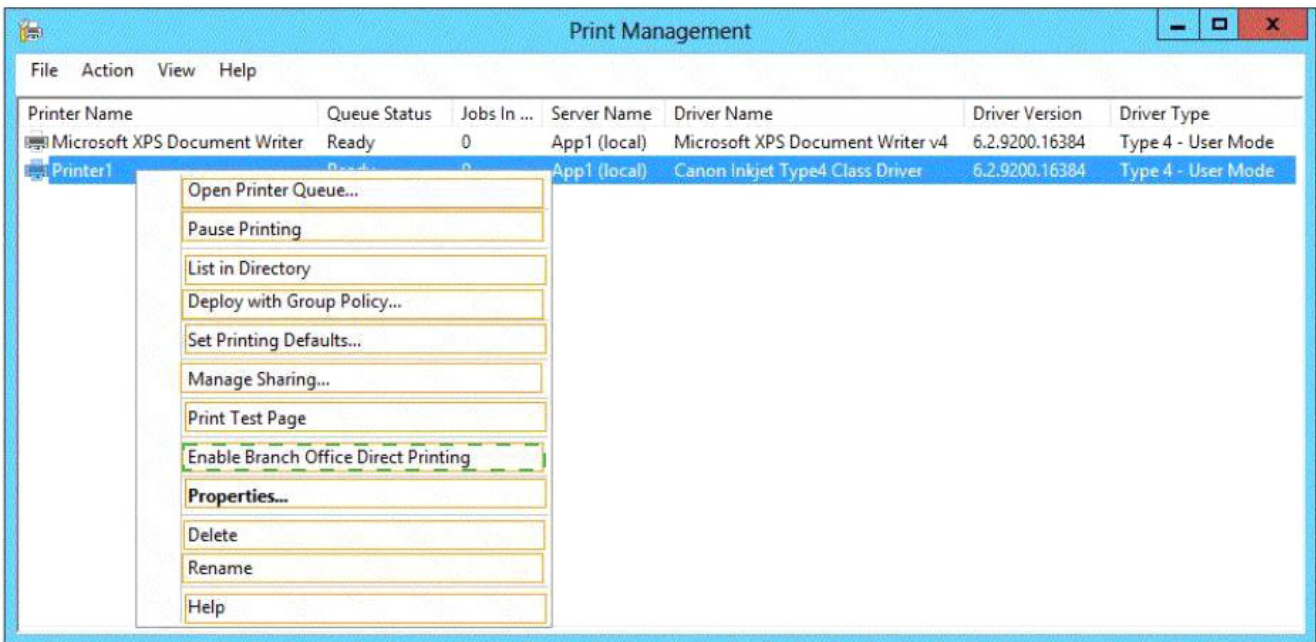 Print Management
File Action View Help
Printer Name Queue Status Jobs In ... Server Name Driver Name Driver Version Driver Type
Microsoft XPS Document Writer Ready 0 App1 (local) Microsoft XPS Document Writer v4 6.2.9200.16384 Type 4 - User Mode
Printer1 Ready 0 App1 (local) Canon Inkjet Type4 Class Driver 6.2.9200.16384 Type 4 - User Mode
Open Printer Queue...
Pause Printing
List in Directory
Deploy with Group Policy...
Set Printing Defaults...
Manage Sharing...
Print Test Page
Enable Branch Office Direct Printing
Properties...
Delete
Rename
Help